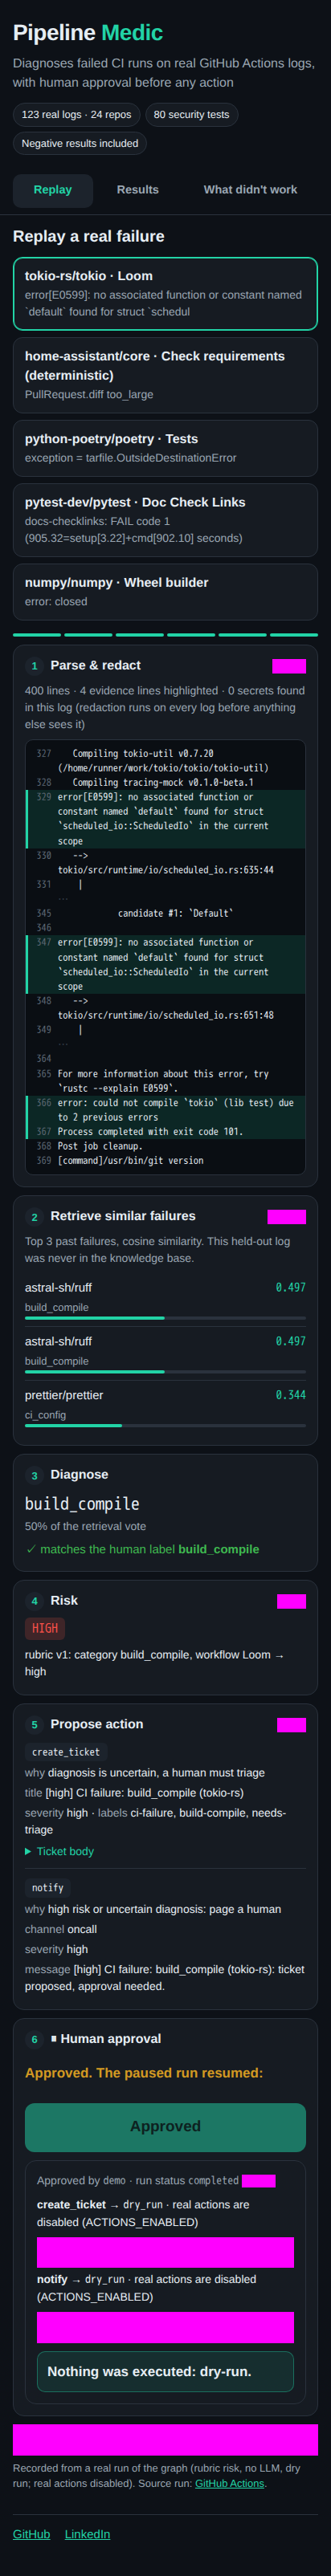 Pipeline Medic
Diagnoses failed CI runs on real GitHub Actions logs,
with human approval before any action
123 real logs · 24 repos
80 security tests
Negative results included
Replay
Results
What didn't work
Replay a real failure
tokio-rs/tokio · Loom
error[E0599]: no associated function or constant named
`default` found for struct `schedul
home-assistant/core · Check requirements
(deterministic)
PullRequest.diff too_large
python-poetry/poetry · Tests
exception = tarfile.OutsideDestinationError
pytest-dev/pytest · Doc Check Links
docs-checklinks: FAIL code 1
(905.32=setup[3.22]+cmd[902.10] seconds)
numpy/numpy · Wheel builder
error: closed
1 Parse & redact
400 lines · 4 evidence lines highlighted · 0 secrets found
in this log (redaction runs on every log before anything
else sees it)
327 Compiling tokio-util v0.7.20
(/home/runner/work/tokio/tokio/tokio-util)
328 Compiling tracing-mock v0.1.0-beta.1
329 error[E0599]: no associated function or
constant named `default` found for struct
`scheduled_io::ScheduledIo` in the current
scope
330 -->
tokio/src/runtime/io/scheduled_io.rs:635:44
331 |
...
345 candidate #1: `Default`
346
347 error[E0599]: no associated function or
constant named `default` found for struct
`scheduled_io::ScheduledIo` in the current
scope
348 -->
tokio/src/runtime/io/scheduled_io.rs:651:48
349 |
...
364
365 For more information about this error, try
`rustc --explain E0599`.
366 error: could not compile `tokio` (lib test) due
to 2 previous errors
367 Process completed with exit code 101.
368 Post job cleanup.
369 [command]/usr/bin/git version
2 Retrieve similar failures
Top 3 past failures, cosine similarity. This held-out log
was never in the knowledge base.
astral-sh/ruff 0.497
build_compile
astral-sh/ruff 0.497
build_compile
prettier/prettier 0.344
ci_config
3 Diagnose
build_compile
50% of the retrieval vote
✓ matches the human label build_compile
4 Risk
HIGH
rubric v1: category build_compile, workflow Loom →
high
5 Propose action
create_ticket
why diagnosis is uncertain, a human must triage
title [high] CI failure: build_compile (tokio-rs)
severity high · labels ci-failure, build-compile, needs-
triage
▶ Ticket body
notify
why high risk or uncertain diagnosis: page a human
channel oncall
severity high
message [high] CI failure: build_compile (tokio-rs): ticket
proposed, approval needed.
6 Human approval
Approved. The paused run resumed:
Approved
Approved by demo · run status completed
create_ticket → dry_run · real actions are
disabled (ACTIONS_ENABLED)
notify → dry_run · real actions are disabled
(ACTIONS_ENABLED)
Nothing was executed: dry-run.
Recorded from a real run of the graph (rubric risk, no LLM, dry
run; real actions disabled). Source run: GitHub Actions.
GitHub LinkedIn